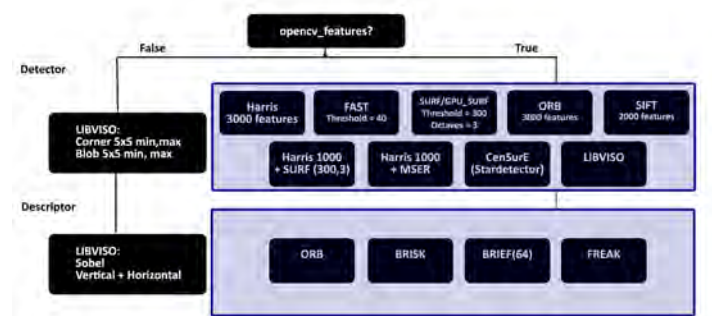 opencv_features?
False
True
Detector
Harris
3000 features
FAST
Threshold = 40
SURF/GPU_SURF
Threshold = 300
Octaves = 3
ORB
3000 features
SIFT
2000 features
LIBVISO:
Corner 5x5 min,max
Blob 5x5 min, max
Harris 1000
+ SURF (300,3)
Harris 1000
+ MSER
CenSurE
(Stardetector)
LIBVISO
Descriptor
LIBVISO:
Sobel
Vertical + Horizontal
ORB
BRISK
BRIEF(64)
FREAK